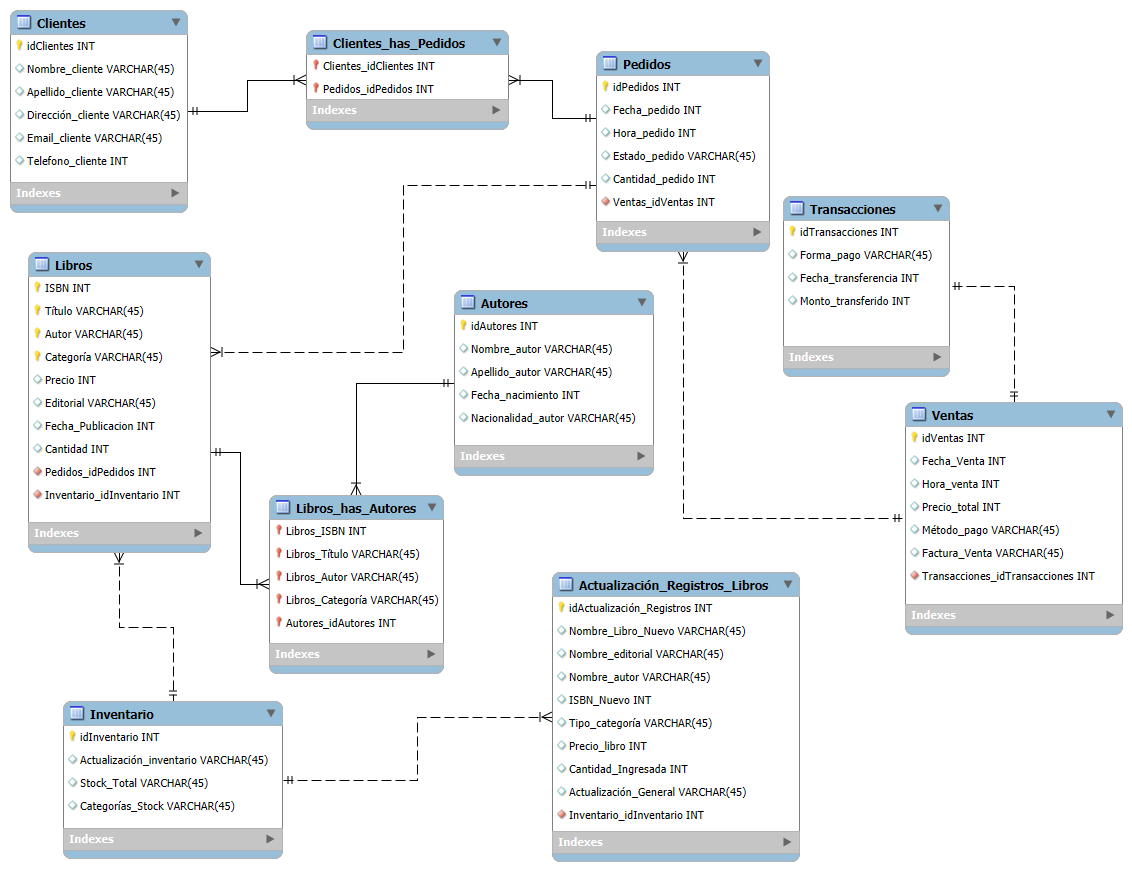 Clientes
idClientes INT
Nombre_cliente VARCHAR(45)
Apellido_cliente VARCHAR(45)
Dirección_cliente VARCHAR(45)
Email_cliente VARCHAR(45)
Telefono_cliente INT
Indexes
Clientes_has_Pedidos
Clientes_idClientes INT
Pedidos_idPedidos INT
Indexes
Pedidos
idPedidos INT
Fecha_pedido INT
Hora_pedido INT
Estado_pedido VARCHAR(45)
Cantidad_pedido INT
Ventas_idVentas INT
Indexes
Transacciones
idTransacciones INT
Forma_pago VARCHAR(45)
Fecha_transferencia INT
Monto_transferido INT
Indexes
Libros
ISBN INT
Título VARCHAR(45)
Autor VARCHAR(45)
Categoría VARCHAR(45)
Precio INT
Editorial VARCHAR(45)
Fecha_Publicacion INT
Cantidad INT
Pedidos_idPedidos INT
Inventario_idInventario INT
Indexes
Autores
idAutores INT
Nombre_autor VARCHAR(45)
Apellido_autor VARCHAR(45)
Fecha_nacimiento INT
Nacionalidad_autor VARCHAR(45)
Indexes
Ventas
idVentas INT
Fecha_Venta INT
Hora_venta INT
Precio_total INT
Método_pago VARCHAR(45)
Factura_Venta VARCHAR(45)
Transacciones_idTransacciones INT
Indexes
Libros_has_Autores
Libros_ISBN INT
Libros_Título VARCHAR(45)
Libros_Autor VARCHAR(45)
Libros_Categoría VARCHAR(45)
Autores_idAutores INT
Indexes
Actualización_Registros_Libros
idActualización_Registros INT
Nombre_Libro_Nuevo VARCHAR(45)
Nombre_editorial VARCHAR(45)
Nombre_autor VARCHAR(45)
ISBN_Nuevo INT
Tipo_categoría VARCHAR(45)
Precio_libro INT
Cantidad_Ingresada INT
Actualización_General VARCHAR(45)
Inventario_idInventario INT
Indexes
Inventario
idInventario INT
Actualización_inventario VARCHAR(45)
Stock_Total VARCHAR(45)
Categorías_Stock VARCHAR(45)
Indexes